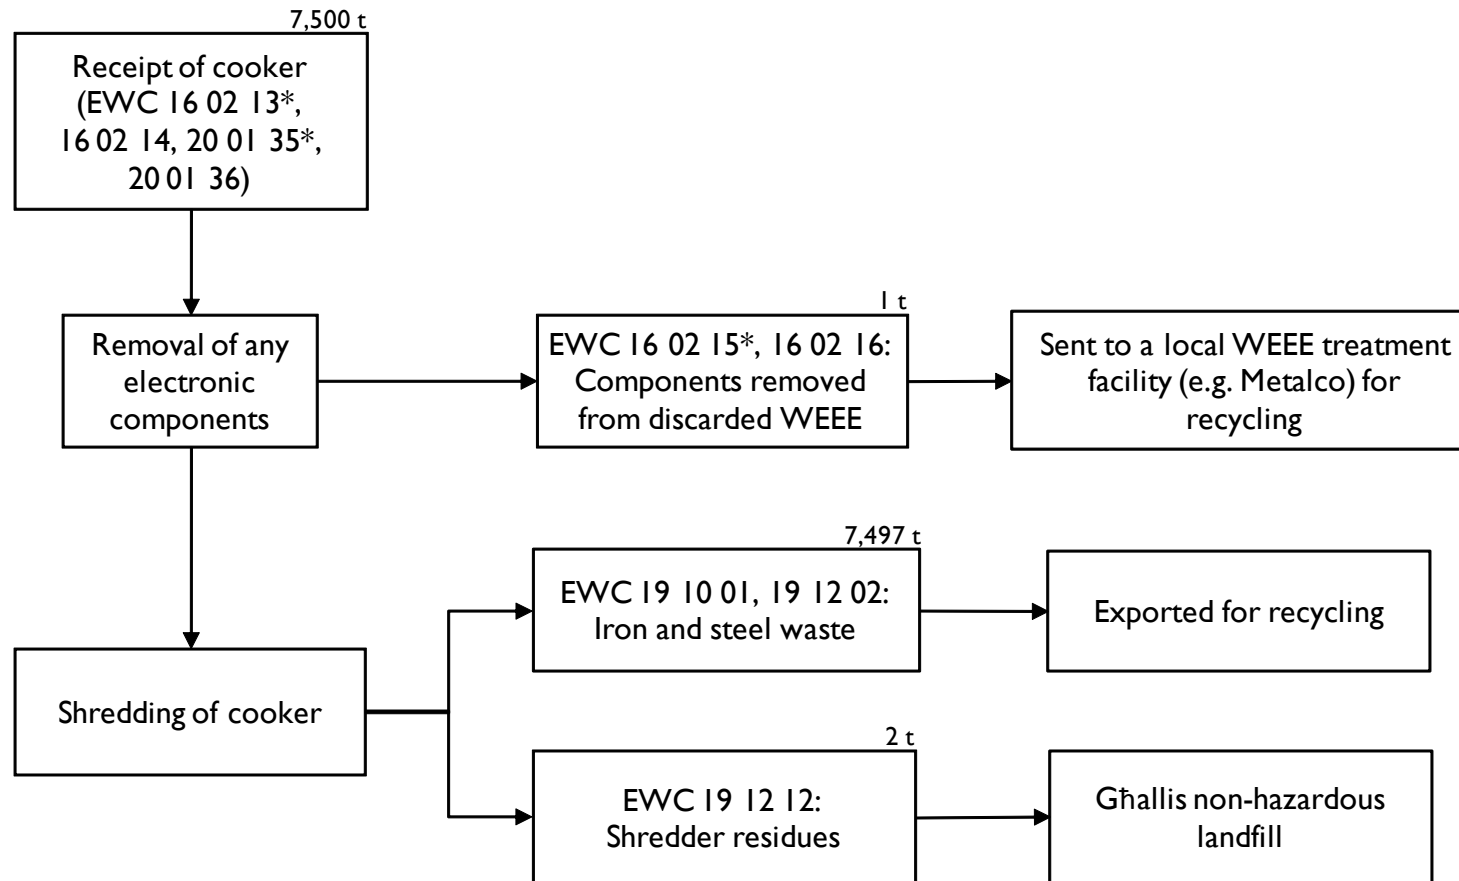 7,500 t
Receipt of cooker
(EWC 16 02 13*,
16 02 14, 20 01 35*,
20 01 36)
Removal of any
electronic
components
1 t
EWC 16 02 15*, 16 02 16:
Components removed
from discarded WEEE
Sent to a local WEEE treatment
facility (e.g. Metalco) for
recycling
Shredding of cooker
7,497 t
EWC 19 10 01, 19 12 02:
Iron and steel waste
Exported for recycling
2 t
EWC 19 12 12:
Shredder residues
Għallis non-hazardous
landfill